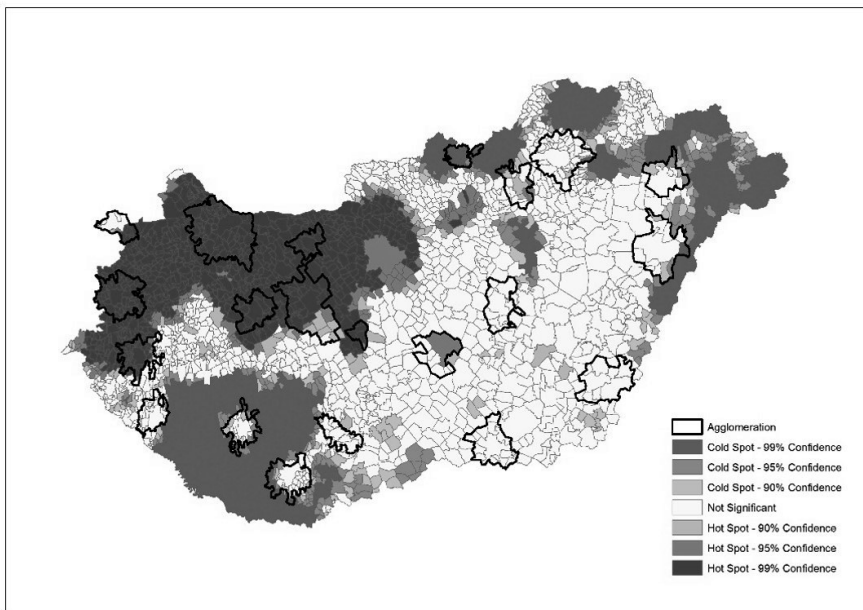 Agglomeration
Cold Spot - 99% Confidence
Cold Spot - 95% Confidence
Cold Spot - 90% Confidence
Not Significant
Hot Spot - 90% Confidence
Hot Spot - 95% Confidence
Hot Spot - 99% Confidence